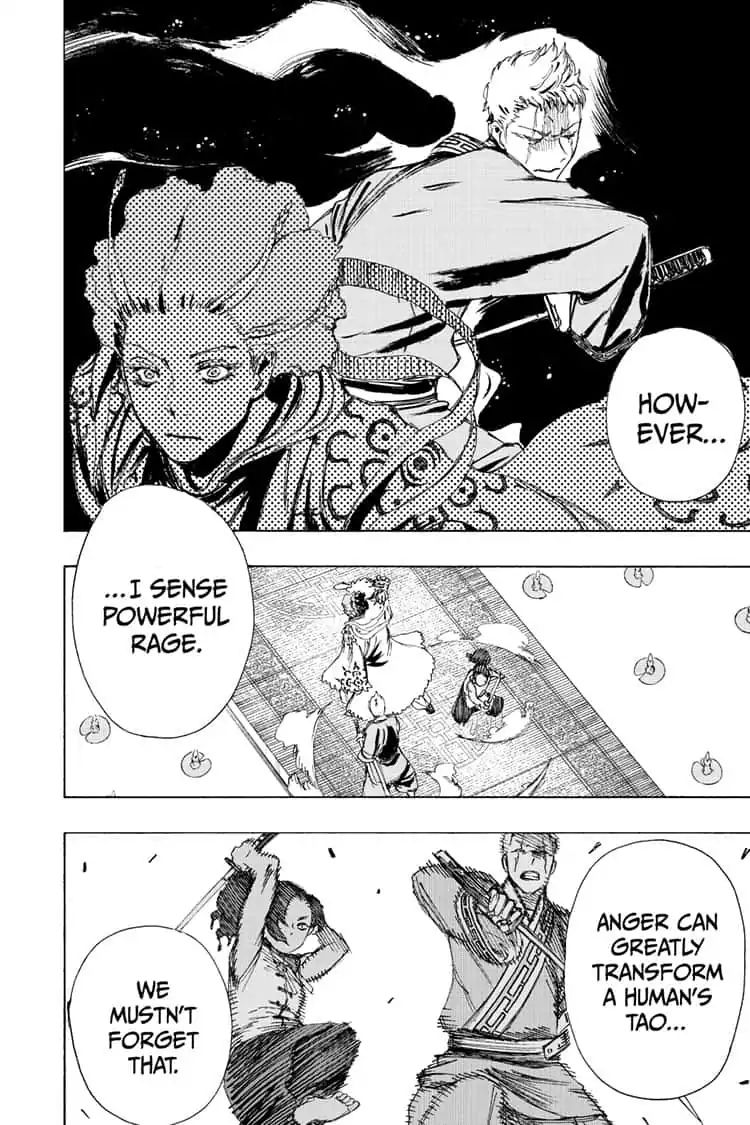 HOW-
EVER...
...I SENSE
POWERFUL
RAGE.
ANGER CAN
GREATLY
TRANSFORM
A HUMAN'S
TAO...
WE
MUSTN'T
FORGET
THAT.